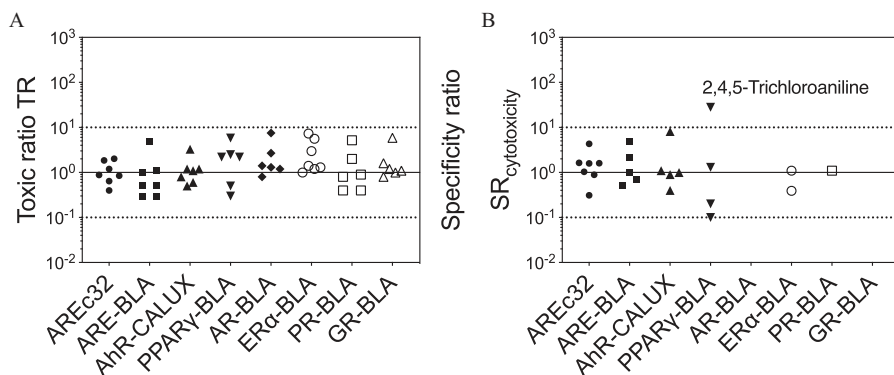 A
Toxic ratio TR
10³
10²
10¹
10⁰
10⁻¹
10⁻²
AREc32
ARE-BLA
AhR-CALUX
PPARγ-BLA
AR-BLA
ERα-BLA
PR-BLA
GR-BLA
B
Specificity ratio
SRcytotoxicity
10³
10²
10¹
10⁰
10⁻¹
10⁻²
2,4,5-Trichloroaniline
AREc32
ARE-BLA
AhR-CALUX
PPARγ-BLA
AR-BLA
ERα-BLA
PR-BLA
GR-BLA